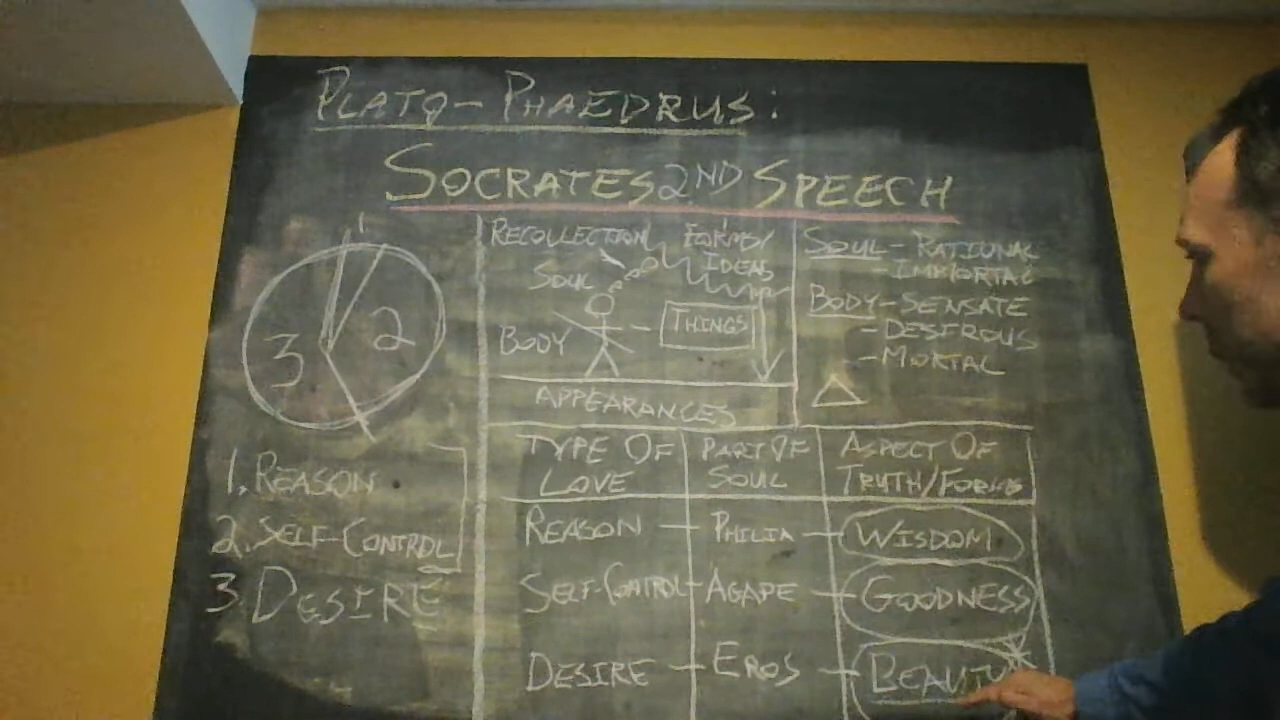 PLATO - PHAEDRUS:
SOCRATES 2ND SPEECH
1
2
3
1. REASON
2. SELF-CONTROL
3 DESIRE
RECOLLECTION
FORMS/
IDEAS
SOUL
BODY
THINGS
APPEARANCES
SOUL - RATIONAL
- IMMORTAL
BODY - SENSATE
- DESIROUS
- MORTAL
TYPE OF
LOVE
PART OF
SOUL
ASPECT OF
TRUTH/FORMS
REASON - PHILIA - WISDOM
SELF-CONTROL - AGAPE - GOODNESS
DESIRE - EROS - BEAUTY